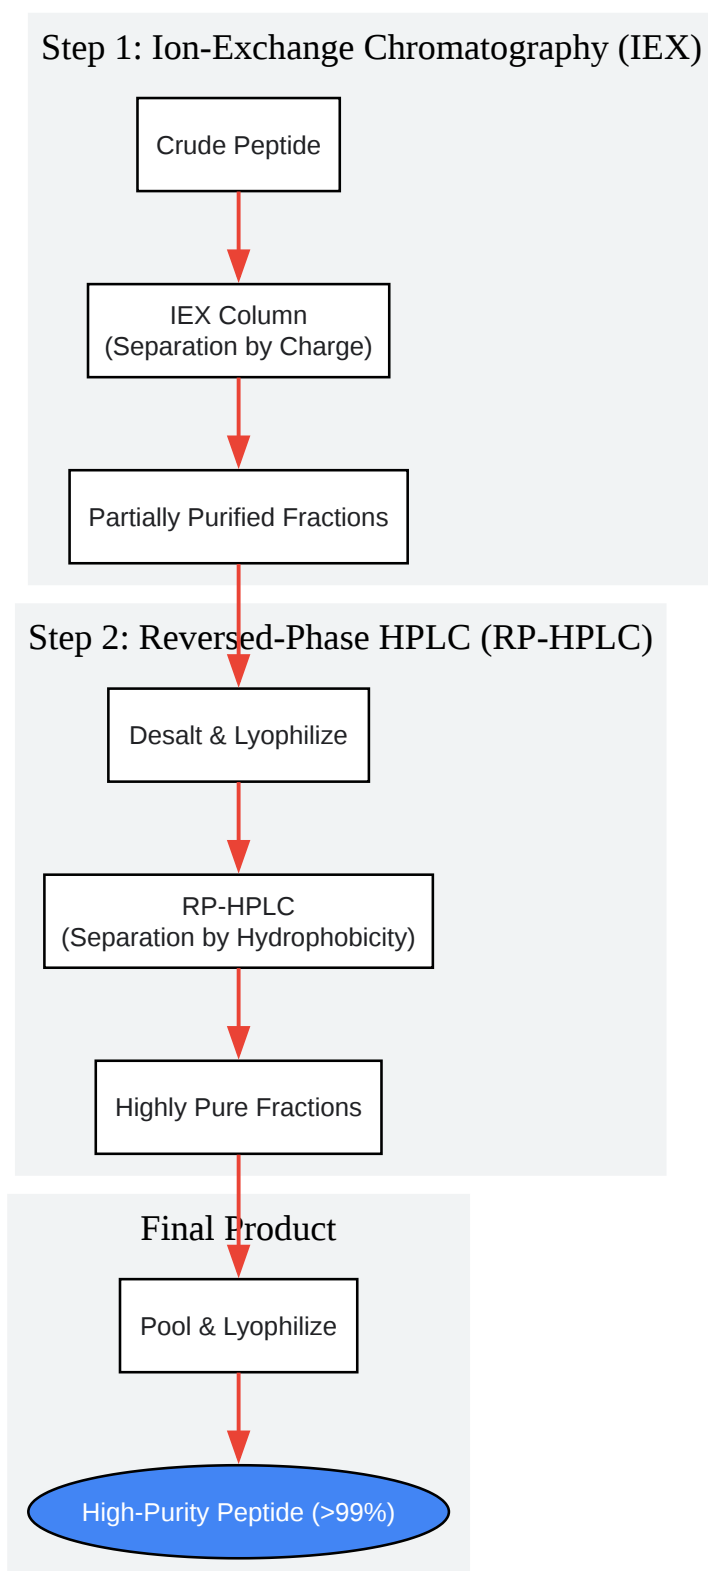 Step 1: Ion-Exchange Chromatography (IEX)
Crude Peptide
IEX Column
(Separation by Charge)
Partially Purified Fractions
Step 2: Reversed-Phase HPLC (RP-HPLC)
Desalt & Lyophilize
RP-HPLC
(Separation by Hydrophobicity)
Highly Pure Fractions
Final Product
Pool & Lyophilize
High-Purity Peptide (>99%)